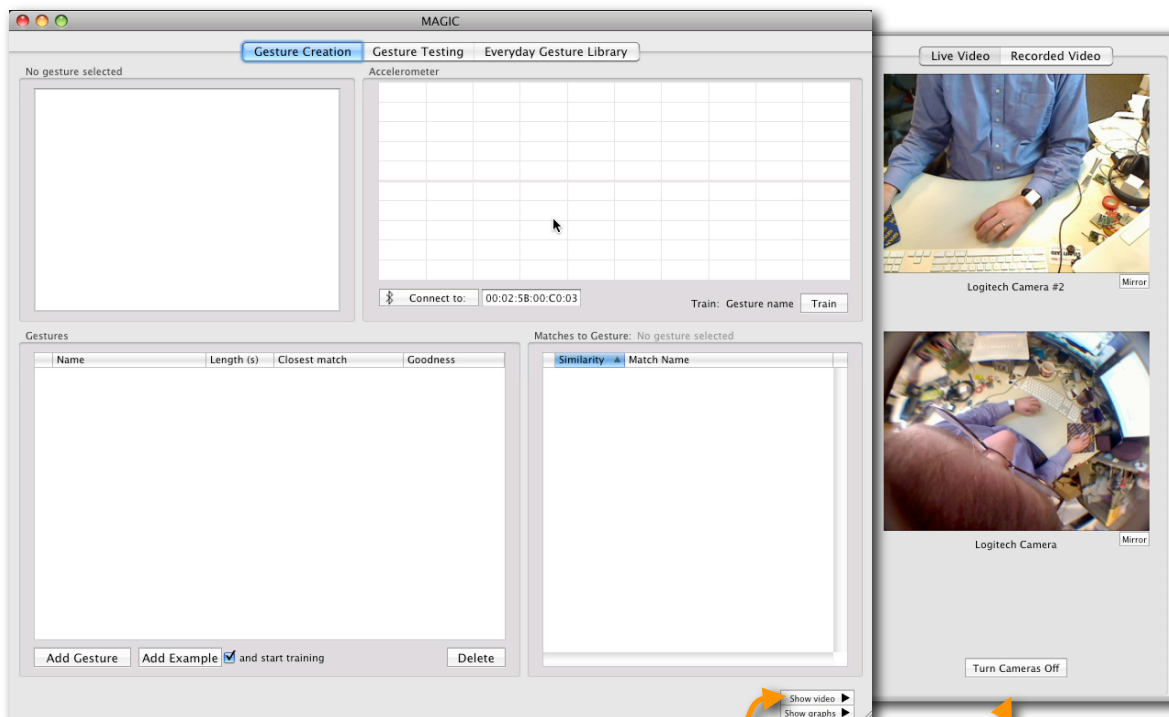 MAGIC
Gesture Creation Gesture Testing Everyday Gesture Library
No gesture selected
Accelerometer
Connect to: 00:02:5B:00:C0:03
Train: Gesture name Train
Gestures
Name Length (s) Closest match Goodness
Add Gesture Add Example and start training Delete
Matches to Gesture: No gesture selected
Similarity Match Name
Show video
Show graphs
Live Video Recorded Video
Logitech Camera #2 Mirror
Logitech Camera Mirror
Turn Cameras Off